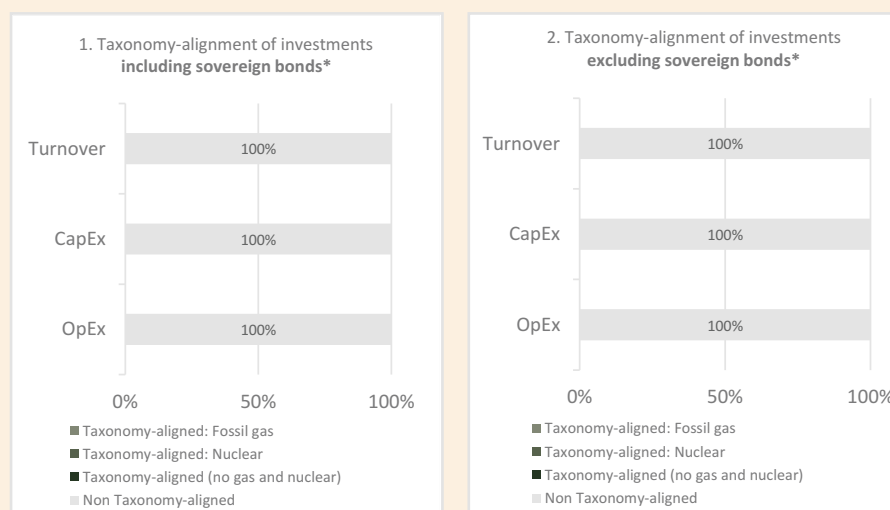 1. Taxonomy-alignment of investments
including sovereign bonds*
Turnover
100%
CapEx
100%
OpEx
100%
0%
50%
100%
Taxonomy-aligned: Fossil gas
Taxonomy-aligned: Nuclear
Taxonomy-aligned (no gas and nuclear)
Non Taxonomy-aligned
2. Taxonomy-alignment of investments
excluding sovereign bonds*
Turnover
100%
CapEx
100%
OpEx
100%
0%
50%
100%
Taxonomy-aligned: Fossil gas
Taxonomy-aligned: Nuclear
Taxonomy-aligned (no gas and nuclear)
Non Taxonomy-aligned